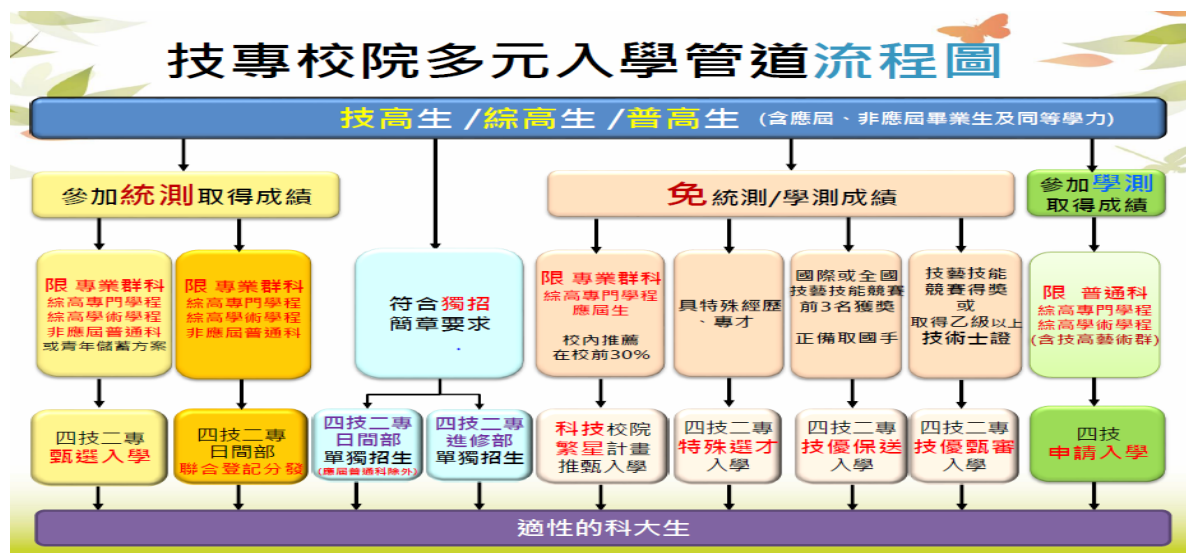 技專校院多元入學管道流程圖
技高生 /綜高生 /普高生 (含應屆、非應屆畢業生及同等學力)
參加統測取得成績
免統測/學測成績
參加學測
取得成績
限 專業群科
綜高專門學程
綜高學術學程
非應屆普通科
或青年儲蓄方案
限 專業群科
綜高專門學程
綜高學術學程
非應屆普通科
符合獨招
簡章要求
.
限 專業群科
綜高專門學程
應屆生
校內推薦
在校前30%
具特殊經歷
、專才
國際或全國
技藝技能競賽
前3名獲獎
正備取國手
技藝技能
競賽得獎
或
取得乙級以上
技術士證
限 普通科
綜高專門學程
綜高學術學程
(含技高藝術群)
四技二專
甄選入學
四技二專
日間部
聯合登記分發
四技二專
日間部
單獨招生
(應屆普通科除外)
四技二專
進修部
單獨招生
科技校院
繁星計畫
推甄入學
四技二專
特殊選才
入學
四技二專
技優保送
入學
四技二專
技優甄審
入學
四技
申請入學
適性的科大生